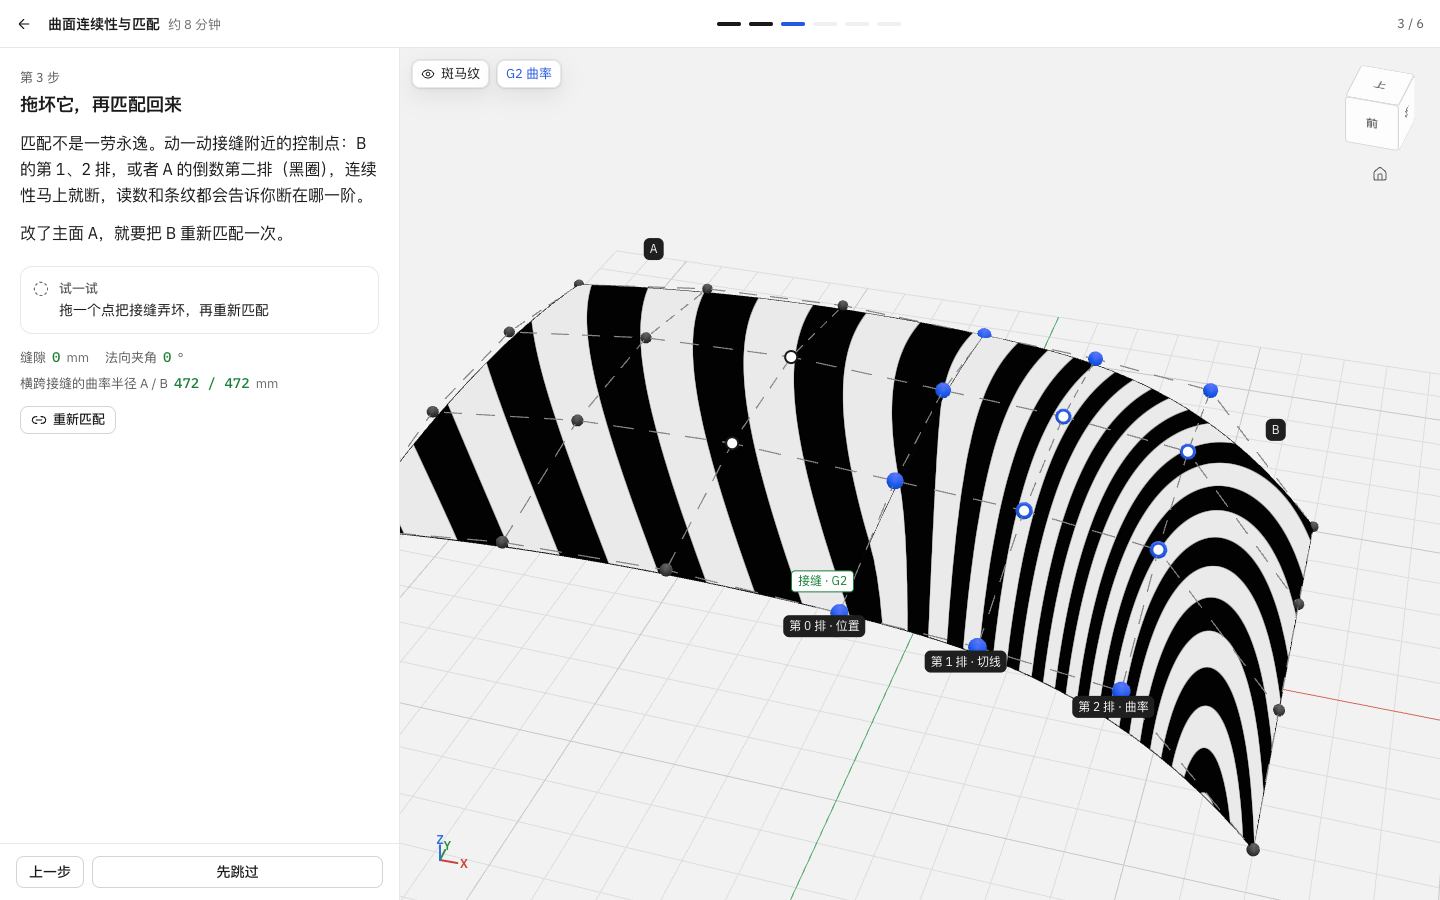 曲面连续性与匹配 约 8 分钟
3 / 6
第 3 步
拖坏它，再匹配回来
匹配不是一劳永逸。动一动接缝附近的控制点：B
的第 1、2 排，或者 A 的倒数第二排（黑圈），连续
性马上就断，读数和条纹都会告诉你断在哪一阶。
改了主面 A，就要把 B 重新匹配一次。
试一试
拖一个点把接缝弄坏，再重新匹配
缝隙 0 mm 法向夹角 0 °
横跨接缝的曲率半径 A / B 472 / 472 mm
重新匹配
上一步
先跳过
斑马纹
G2 曲率
上
前
A
B
接缝 · G2
第 0 排 · 位置
第 1 排 · 切线
第 2 排 · 曲率
Z
Y
X